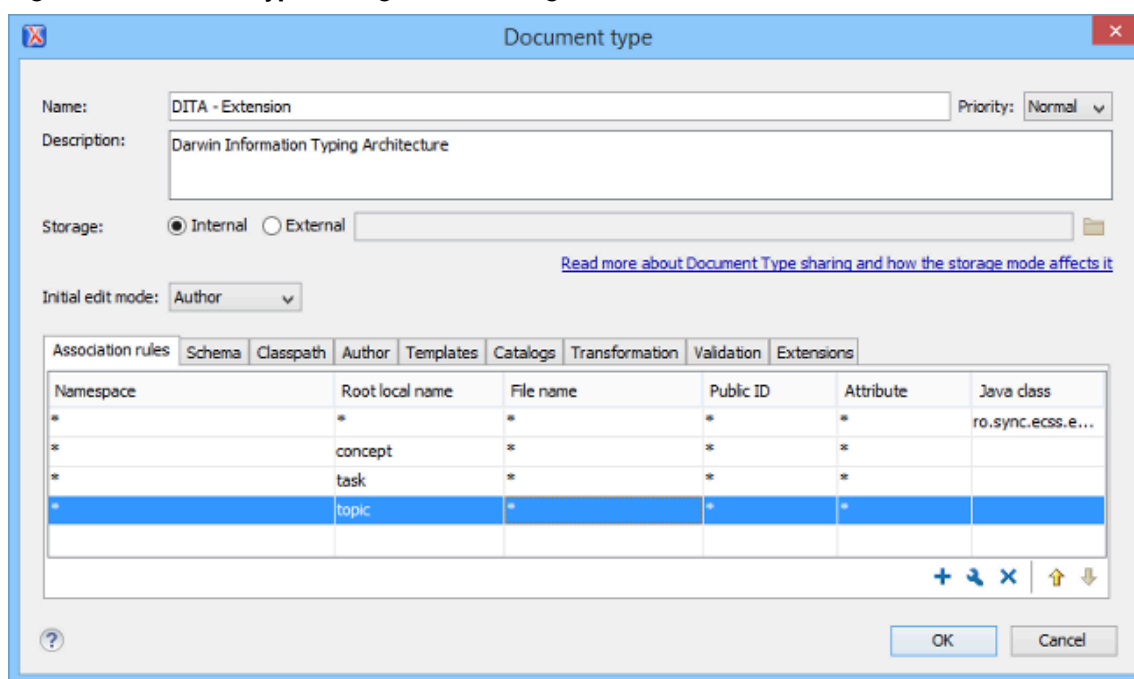 Document type
Name: DITA - Extension Priority: Normal
Description: Darwin Information Typing Architecture
Storage: Internal External
Read more about Document Type sharing and how the storage mode affects it
Initial edit mode: Author
Association rules Schema Classpath Author Templates Catalogs Transformation Validation Extensions
Namespace Root local name File name Public ID Attribute Java class
* * * * * ro.sync.ecss.e...
* concept * * *
* task * * *
* topic * * *
? OK Cancel